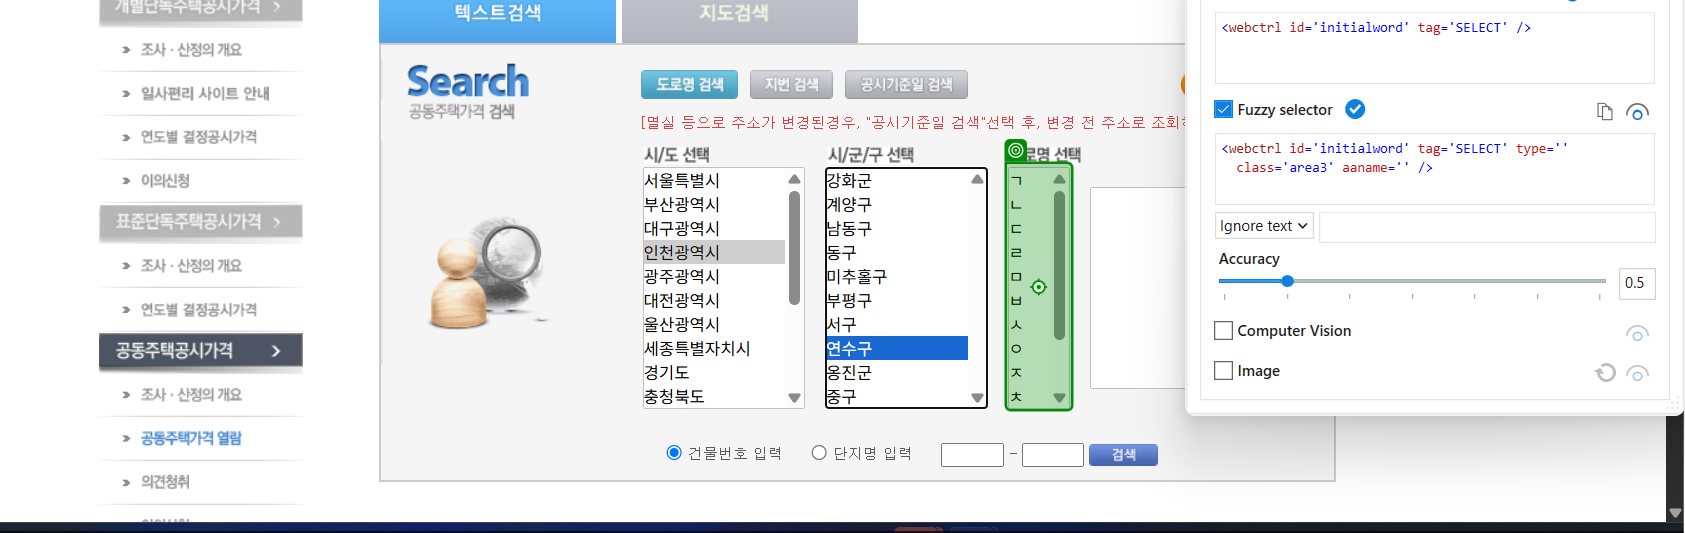 개별단독주택공시가격
조사 · 산정의 개요
일사편리 사이트 안내
연도별 결정공시가격
이의신청
표준단독주택공시가격
조사 · 산정의 개요
연도별 결정공시가격
공동주택공시가격
조사 · 산정의 개요
공동주택가격 열람
의견청취
텍스트검색
지도검색
Search
공동주택가격 검색
도로명 검색
지번 검색
공시기준일 검색
[멸실 등으로 주소가 변경된경우, "공시기준일 검색"선택 후, 변경 전 주소로 조회
시/도 선택
서울특별시
부산광역시
대구광역시
인천광역시
광주광역시
대전광역시
울산광역시
세종특별자치시
경기도
충청북도
시/군/구 선택
강화군
계양구
남동구
동구
미추홀구
부평구
서구
연수구
옹진군
중구
로명 선택
ㄱ
ㄴ
ㄷ
ㄹ
ㅁ
ㅂ
ㅅ
ㅇ
ㅈ
ㅊ
건물번호 입력
단지명 입력
-
검색
<webctrl id='initialword' tag='SELECT' />
Fuzzy selector
<webctrl id='initialword' tag='SELECT' type=''
class='area3' aaname='' />
Ignore text
Accuracy
0.5
Computer Vision
Image